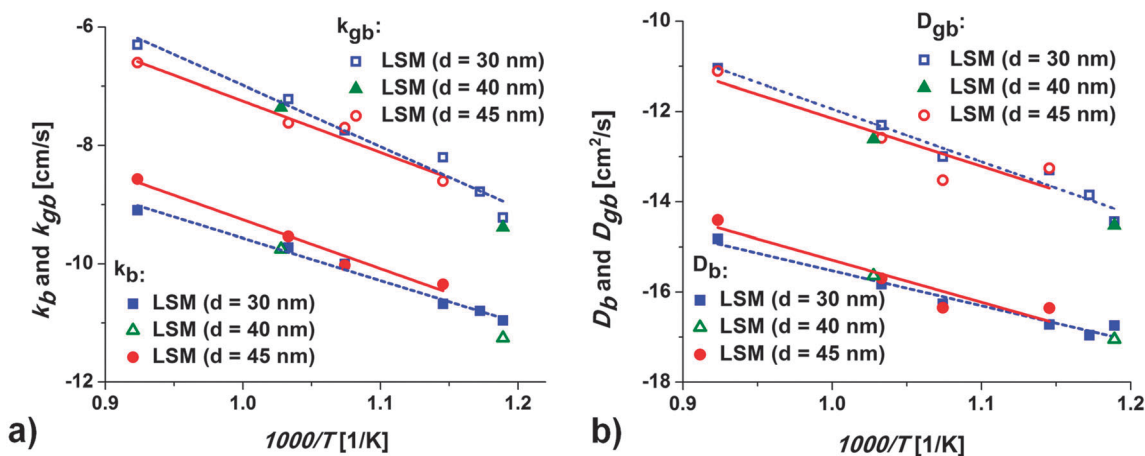 k_gb:
LSM (d = 30 nm)
LSM (d = 40 nm)
LSM (d = 45 nm)
k_b:
LSM (d = 30 nm)
LSM (d = 40 nm)
LSM (d = 45 nm)
-6
-8
-10
-12
k_b and k_gb [cm/s]
0.9 1.0 1.1 1.2
1000/T [1/K]
a)
D_gb:
LSM (d = 30 nm)
LSM (d = 40 nm)
LSM (d = 45 nm)
D_b:
LSM (d = 30 nm)
LSM (d = 40 nm)
LSM (d = 45 nm)
-10
-12
-14
-16
-18
D_b and D_gb [cm²/s]
0.9 1.0 1.1 1.2
1000/T [1/K]
b)